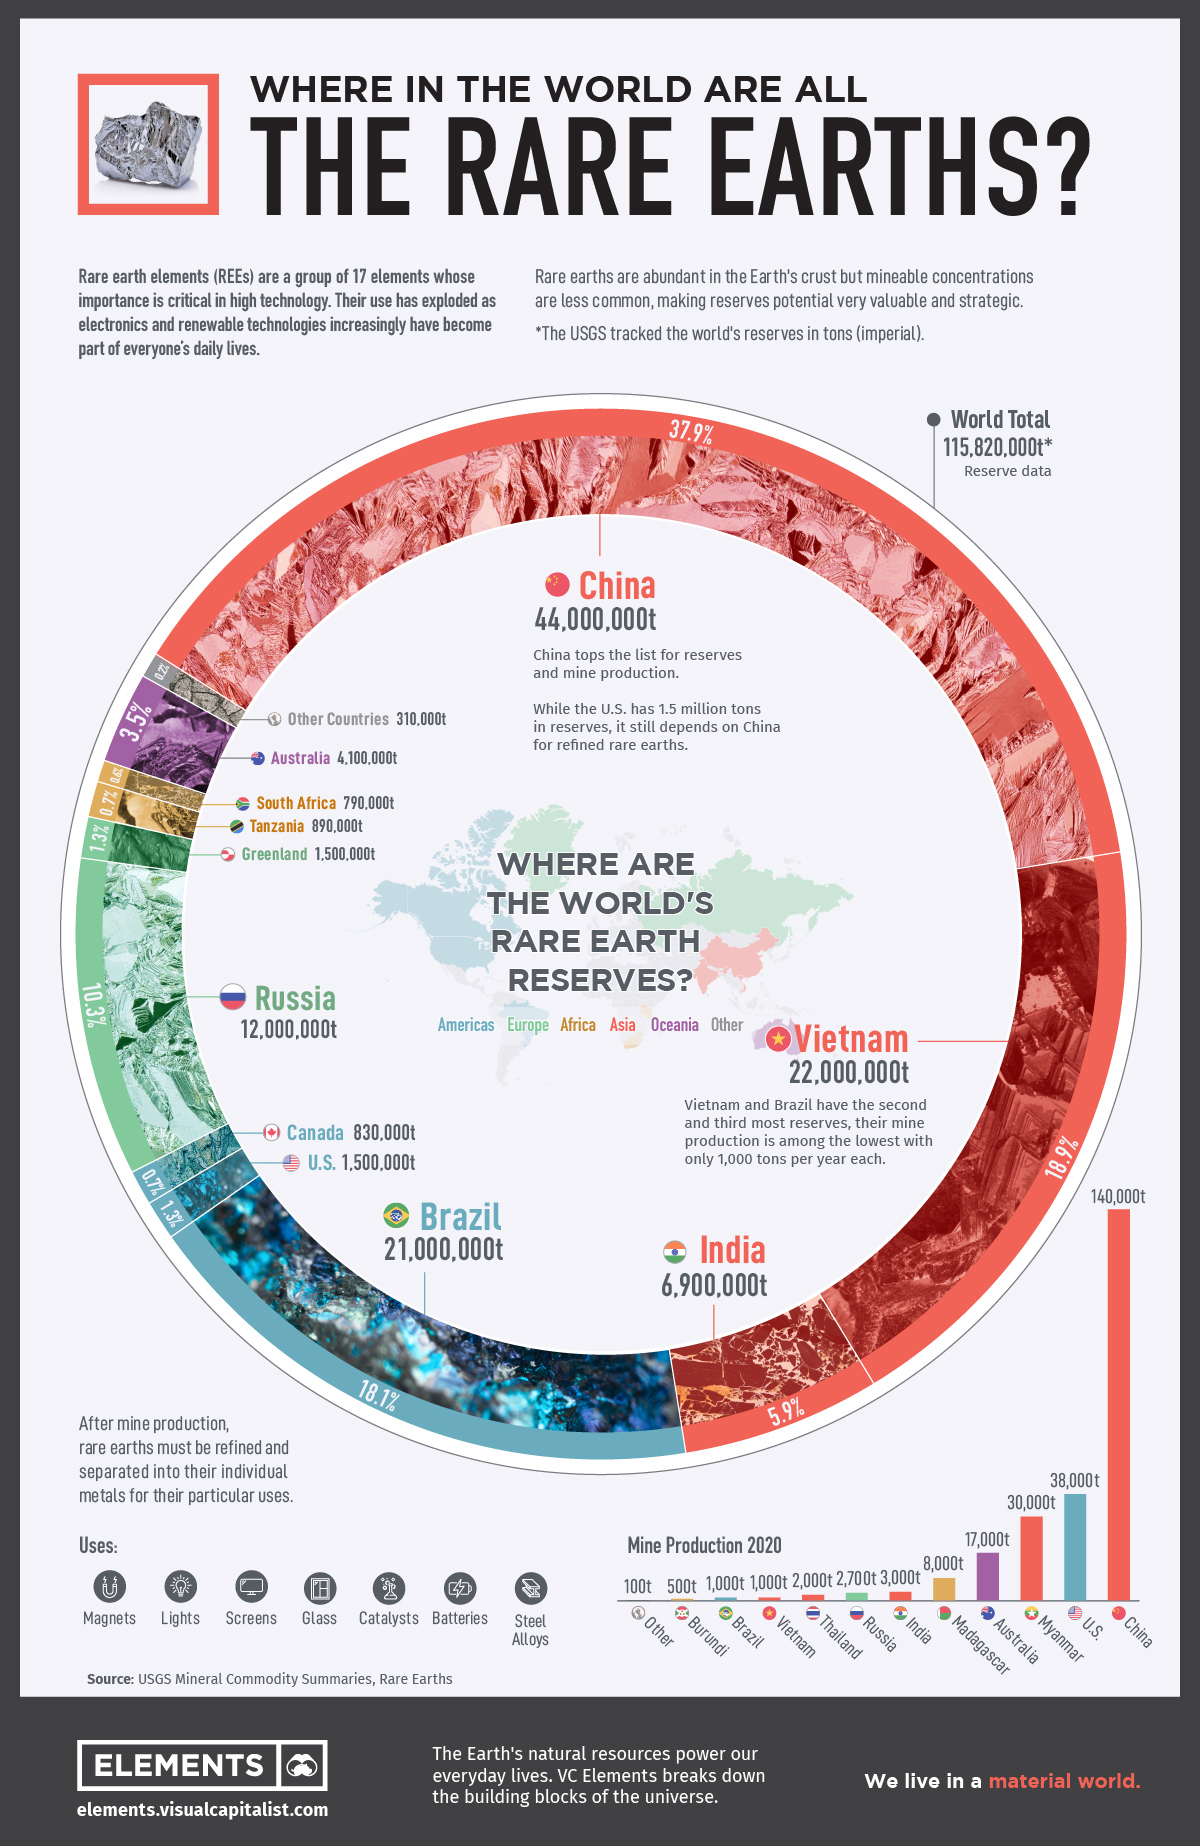 WHERE IN THE WORLD ARE ALL
THE RARE EARTHS?
Rare earth elements (REEs) are a group of 17 elements whose
importance is critical in high technology. Their use has exploded as
electronics and renewable technologies increasingly have become
part of everyone's daily lives.
Rare earths are abundant in the Earth's crust but mineable concentrations
are less common, making reserves potential very valuable and strategic.
*The USGS tracked the world's reserves in tons (imperial).
World Total
115,820,000t*
Reserve data
37.9%
China
44,000,000t
China tops the list for reserves
and mine production.
While the U.S. has 1.5 million tons
in reserves, it still depends on China
for refined rare earths.
0.2%
Other Countries 310,000t
3.5%
Australia 4,100,000t
0.6%
South Africa 790,000t
0.7%
Tanzania 890,000t
1.3%
Greenland 1,500,000t
WHERE ARE
THE WORLD'S
RARE EARTH
RESERVES?
Americas Europe Africa Asia Oceania Other
10.3%
Russia
12,000,000t
Vietnam
22,000,000t
Vietnam and Brazil have the second
and third most reserves, their mine
production is among the lowest with
only 1,000 tons per year each.
18.9%
0.7%
Canada 830,000t
1.3%
U.S. 1,500,000t
Brazil
21,000,000t
18.1%
India
6,900,000t
5.9%
After mine production,
rare earths must be refined and
separated into their individual
metals for their particular uses.
Uses:
Magnets
Lights
Screens
Glass
Catalysts
Batteries
Steel
Alloys
Mine Production 2020
100t
500t
1,000t
1,000t
2,000t
2,700t
3,000t
8,000t
17,000t
30,000t
38,000t
140,000t
Other
Burundi
Brazil
Vietnam
Thailand
Russia
India
Madagascar
Australia
Myanmar
U.S.
China
Source: USGS Mineral Commodity Summaries, Rare Earths
ELEMENTS
elements.visualcapitalist.com
The Earth's natural resources power our
everyday lives. VC Elements breaks down
the building blocks of the universe.
We live in a material world.